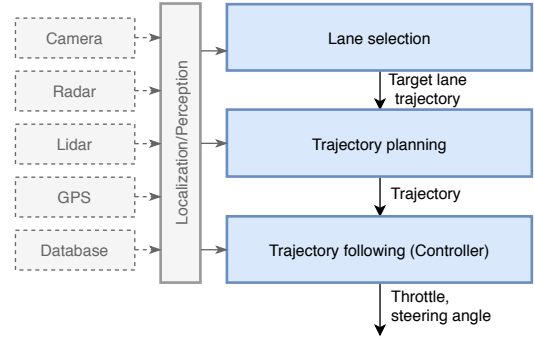 Camera
Radar
Lidar
GPS
Database
Localization/Perception
Lane selection
Target lane
trajectory
Trajectory planning
Trajectory
Trajectory following (Controller)
Throttle,
steering angle